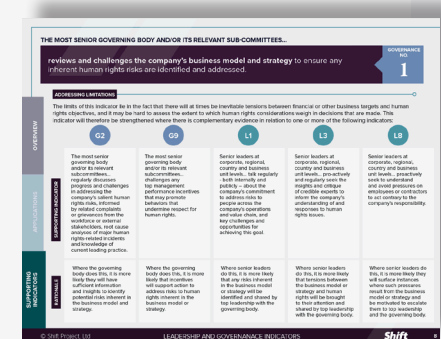 THE MOST SENIOR GOVERNING BODY AND/OR ITS RELEVANT SUB-COMMITTEES...
reviews and challenges the company's business model and strategy to ensure any
inherent human rights risks are identified and addressed.
GOVERNANCE
NO.
1
ADDRESSING LIMITATIONS
The limits of this indicator lie in the fact that there will at times be inevitable tensions between financial or other business targets and human
rights objectives, and it may be hard to assess the extent to which human rights considerations weigh in decisions that are made. This
indicator will therefore be strengthened where there is complementary evidence in relation to one or more of the following indicators:
OVERVIEW
APPLICATIONS
SUPPORTING
INDICATORS
G2
G9
L1
L3
L8
SUPPORTING INDICATOR
The most senior
governing body
and/or its relevant
subcommittees...
regularly discusses
progress and challenges
in addressing the
company's salient human
rights risks, informed
by related complaints
or grievances from the
workforce or external
stakeholders, root cause
analyses of major human
rights-related incidents
and knowledge of
current leading practice.
The most senior
governing body
and/or its relevant
subcommittees...
challenges any
top management
performance incentives
that may promote
behaviors that
undermine respect for
human rights.
Senior leaders at
corporate, regional,
country and business
unit levels... talk regularly
- both internally and
publicly – about the
company's commitment
to address risks to
people across the
company's operations
and value chain, and
key challenges and
opportunities for
achieving this goal.
Senior leaders at
corporate, regional,
country and business
unit levels... pro-actively
and regularly seek the
insights and critique
of credible experts to
inform the company's
understanding of and
responses to human
rights issues.
Senior leaders at
corporate, regional,
country and business
unit levels... proactively
seek to understand
and avoid pressures on
employees or contractors
to act contrary to the
company's responsibility.
RATIONALE
Where the governing
body does this, it is more
likely they will have
sufficient information
and insights to identify
potential risks inherent in
the business model and
strategy.
Where the governing
body does this, it is more
likely that incentives
will support action to
address risks to human
rights inherent in the
business model or
strategy.
Where senior leaders
do this, it is more likely
that any risks inherent
in the business model
or strategy will be
identified and shared by
top leadership with the
governing body.
Where senior leaders
do this, it is more likely
that tensions between
the business model or
strategy and human
rights will be brought
to their attention and
shared by top leadership
with the governing body.
Where senior leaders do
this, it is more likely they
will surface instances
where such pressures
result from the business
model or strategy and
be motivated to escalate
them to top leadership
and the governing body.
© Shift Project Ltd
LEADERSHIP AND GOVERNANACE INDICATORS
Shift